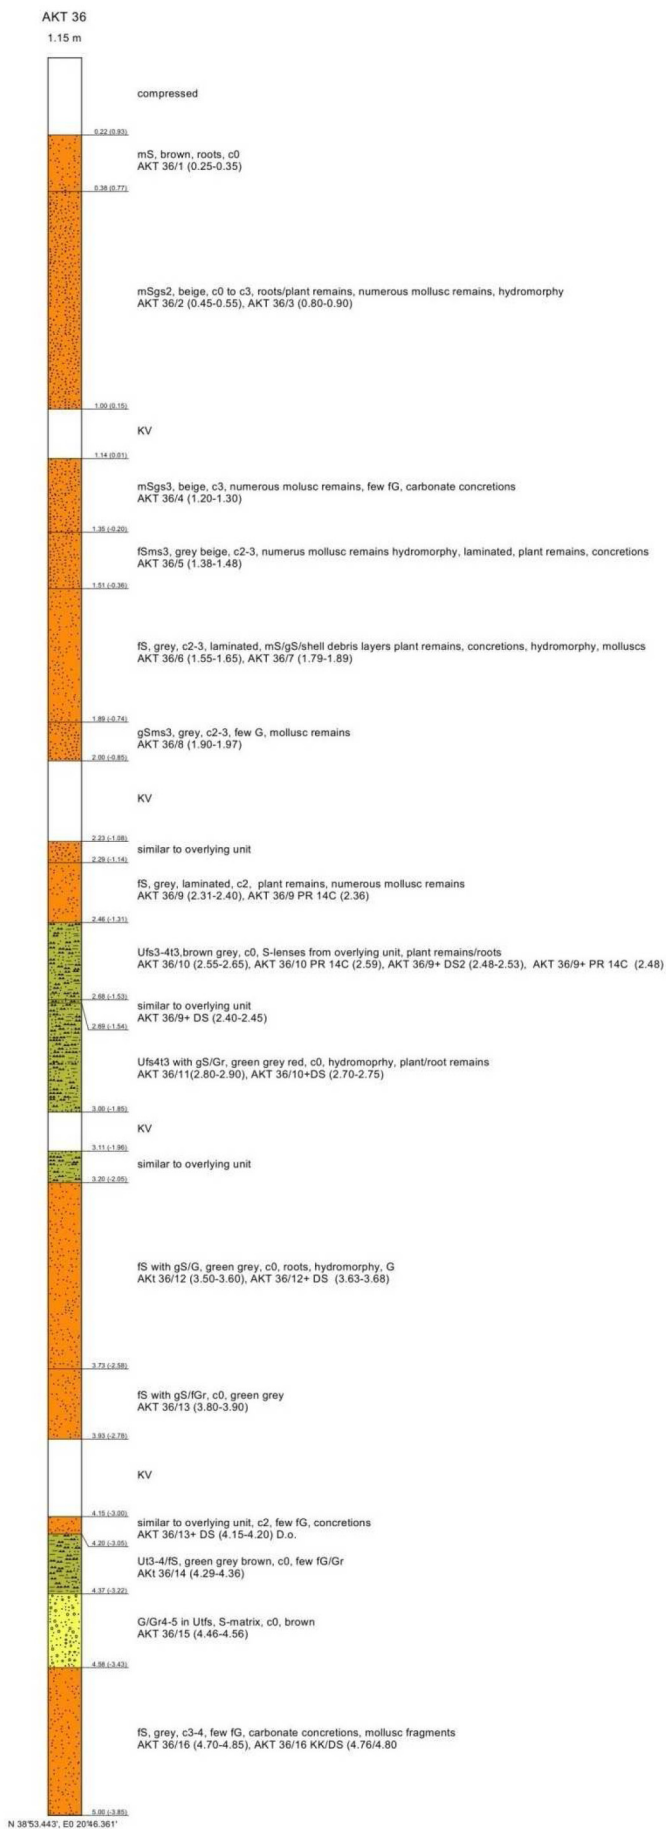 AKT 36
1.15 m
compressed
0.22 (0.93)
mS, brown, roots, c0
AKT 36/1 (0.25-0.35)
0.38 (0.77)
mSgs2, beige, c0 to c3, roots/plant remains, numerous mollusc remains, hydromorphy
AKT 36/2 (0.45-0.55), AKT 36/3 (0.80-0.90)
1.00 (0.15)
KV
1.14 (0.01)
mSgs3, beige, c3, numerous molusc remains, few fG, carbonate concretions
AKT 36/4 (1.20-1.30)
1.35 (-0.20)
fSms3, grey beige, c2-3, numerus mollusc remains hydromorphy, laminated, plant remains, concretions
AKT 36/5 (1.38-1.48)
1.51 (-0.36)
fS, grey, c2-3, laminated, mS/gS/shell debris layers plant remains, concretions, hydromorphy, molluscs
AKT 36/6 (1.55-1.65), AKT 36/7 (1.79-1.89)
1.89 (-0.74)
gSms3, grey, c2-3, few G, mollusc remains
AKT 36/8 (1.90-1.97)
2.00 (-0.85)
KV
2.23 (-1.08)
similar to overlying unit
2.29 (-1.14)
fS, grey, laminated, c2, plant remains, numerous mollusc remains
AKT 36/9 (2.31-2.40), AKT 36/9 PR 14C (2.36)
2.46 (-1.31)
Ufs3-4t3,brown grey, c0, S-lenses from overlying unit, plant remains/roots
AKT 36/10 (2.55-2.65), AKT 36/10 PR 14C (2.59), AKT 36/9+ DS2 (2.48-2.53), AKT 36/9+ PR 14C (2.48)
2.68 (-1.53)
similar to overlying unit
AKT 36/9+ DS (2.40-2.45)
2.69 (-1.54)
Ufs4t3 with gS/Gr, green grey red, c0, hydromoprhy, plant/root remains
AKT 36/11(2.80-2.90), AKT 36/10+DS (2.70-2.75)
3.00 (-1.85)
KV
3.11 (-1.96)
similar to overlying unit
3.20 (-2.05)
fS with gS/G, green grey, c0, roots, hydromorphy, G
AKt 36/12 (3.50-3.60), AKT 36/12+ DS (3.63-3.68)
3.73 (-2.58)
fS with gS/fGr, c0, green grey
AKT 36/13 (3.80-3.90)
3.93 (-2.78)
KV
4.15 (-3.00)
similar to overlying unit, c2, few fG, concretions
AKT 36/13+ DS (4.15-4.20) D.o.
4.20 (-3.05)
Ut3-4/fS, green grey brown, c0, few fG/Gr
AKt 36/14 (4.29-4.36)
4.37 (-3.22)
G/Gr4-5 in Utfs, S-matrix, c0, brown
AKT 36/15 (4.46-4.56)
4.58 (-3.43)
fS, grey, c3-4, few fG, carbonate concretions, mollusc fragments
AKT 36/16 (4.70-4.85), AKT 36/16 KK/DS (4.76/4.80
5.00 (-3.85)
N 38°53.443', E0 20°46.361'